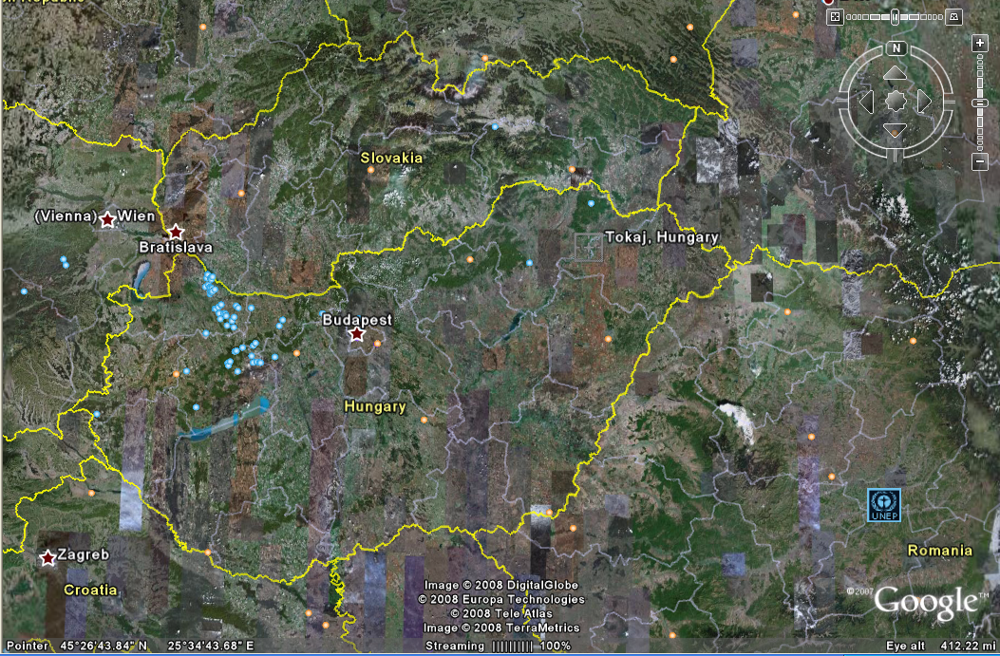 Republic
N
Slovakia
(Vienna) Wien
Bratislava
Tokaj, Hungary
Budapest
Hungary
UNEP
Romania
Zagreb
Croatia
Image © 2008 DigitalGlobe
© 2008 Europa Technologies
© 2008 Tele Atlas
Image © 2008 TerraMetrics
©2007 Google™
Pointer 45°26'43.84" N 25°34'43.68" E Streaming 100% Eye alt 412.22 mi